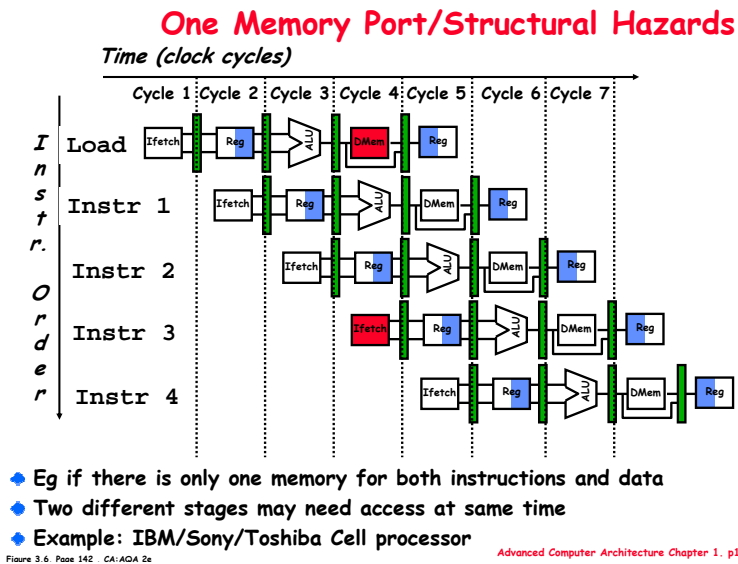 One Memory Port/Structural Hazards
Time (clock cycles)
Cycle 1 Cycle 2 Cycle 3 Cycle 4 Cycle 5 Cycle 6 Cycle 7
Instr. Order
Load Ifetch Reg ALU DMem Reg
Instr 1 Ifetch Reg ALU DMem Reg
Instr 2 Ifetch Reg ALU DMem Reg
Instr 3 Ifetch Reg ALU DMem Reg
Instr 4 Ifetch Reg ALU DMem Reg
Eg if there is only one memory for both instructions and data
Two different stages may need access at same time
Example: IBM/Sony/Toshiba Cell processor
Figure 3.6, Page 142 , CA:AQA 2e
Advanced Computer Architecture Chapter 1. p1